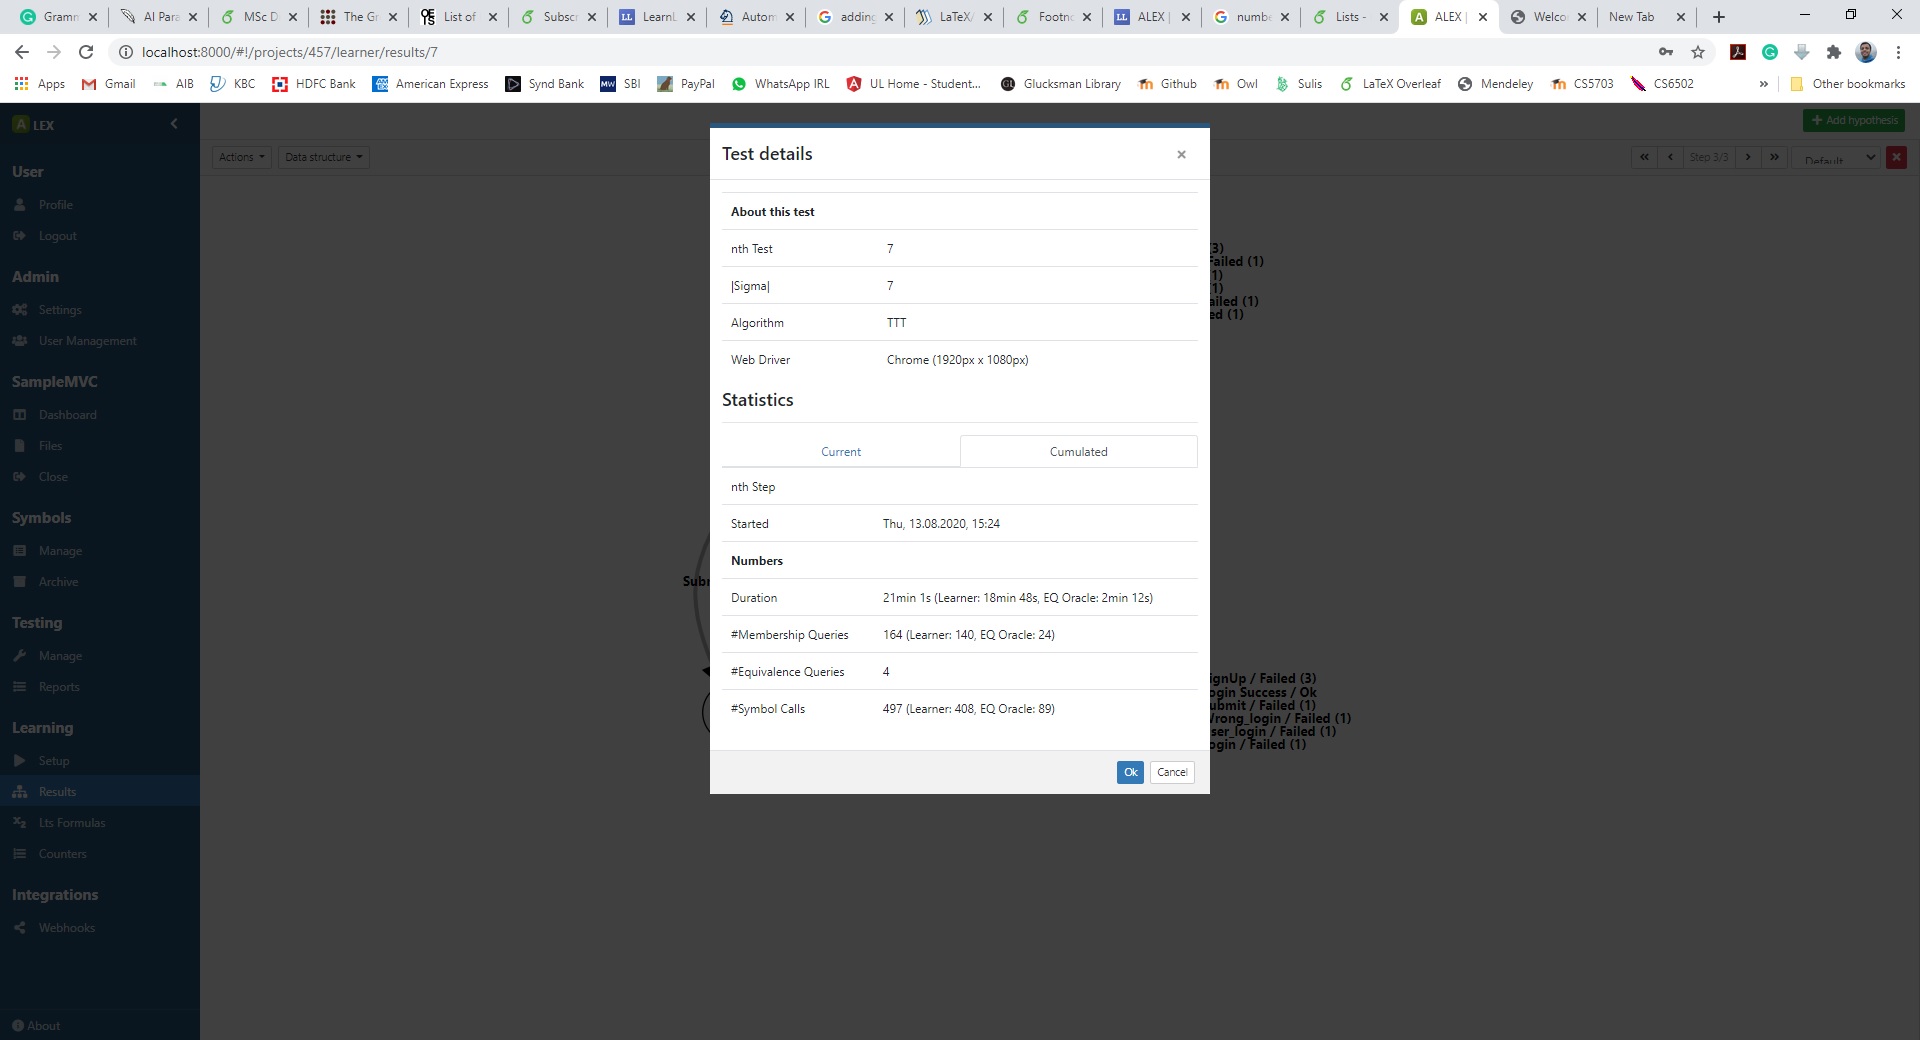 Gramn
AI Para
MSc D
The Gr
List of
Subscr
LearnL
Autom
adding
LaTeX/
Footno
ALEX |
numbe
Lists -
ALEX |
Welco
New Tab
localhost:8000/#!/projects/457/learner/results/7
Apps Gmail AIB KBC HDFC Bank American Express Synd Bank MW SBI PayPal WhatsApp IRL UL Home - Student... Glucksman Library Github Owl Sulis LaTeX Overleaf Mendeley CS5703 CS6502 » Other bookmarks
A LEX
User
Profile
Logout
Admin
Settings
User Management
SampleMVC
Dashboard
Files
Close
Symbols
Manage
Archive
Testing
Manage
Reports
Learning
Setup
Results
Lts Formulas
Counters
Integrations
Webhooks
About
+ Add hypothesis
Actions Data structure
Step 3/3 Default
Test details
About this test
nth Test 7
|Sigma| 7
Algorithm TTT
Web Driver Chrome (1920px x 1080px)
Statistics
Current Cumulated
nth Step
Started Thu, 13.08.2020, 15:24
Numbers
Duration 21min 1s (Learner: 18min 48s, EQ Oracle: 2min 12s)
#Membership Queries 164 (Learner: 140, EQ Oracle: 24)
#Equivalence Queries 4
#Symbol Calls 497 (Learner: 408, EQ Oracle: 89)
Ok Cancel
(3)
Failed (1)
(1)
(1)
ailed (1)
ed (1)
Subr
ignUp / Failed (3)
ogin Success / Ok
ubmit / Failed (1)
Wrong_login / Failed (1)
ser_login / Failed (1)
ogin / Failed (1)